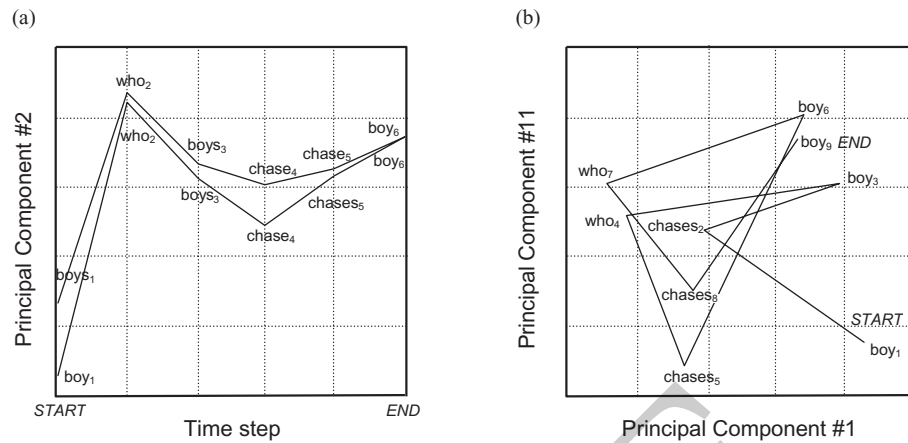 (a)
Principal Component #2
who₂
who₂
boys₃
boys₃
chase₄
chase₄
chase₅
chases₅
boy₆
boy₆
boys₁
boy₁
START
END
Time step
(b)
Principal Component #11
boy₆
boy₉ END
who₇
boy₃
who₄
chases₂
chases₈
START
boy₁
chases₅
Principal Component #1